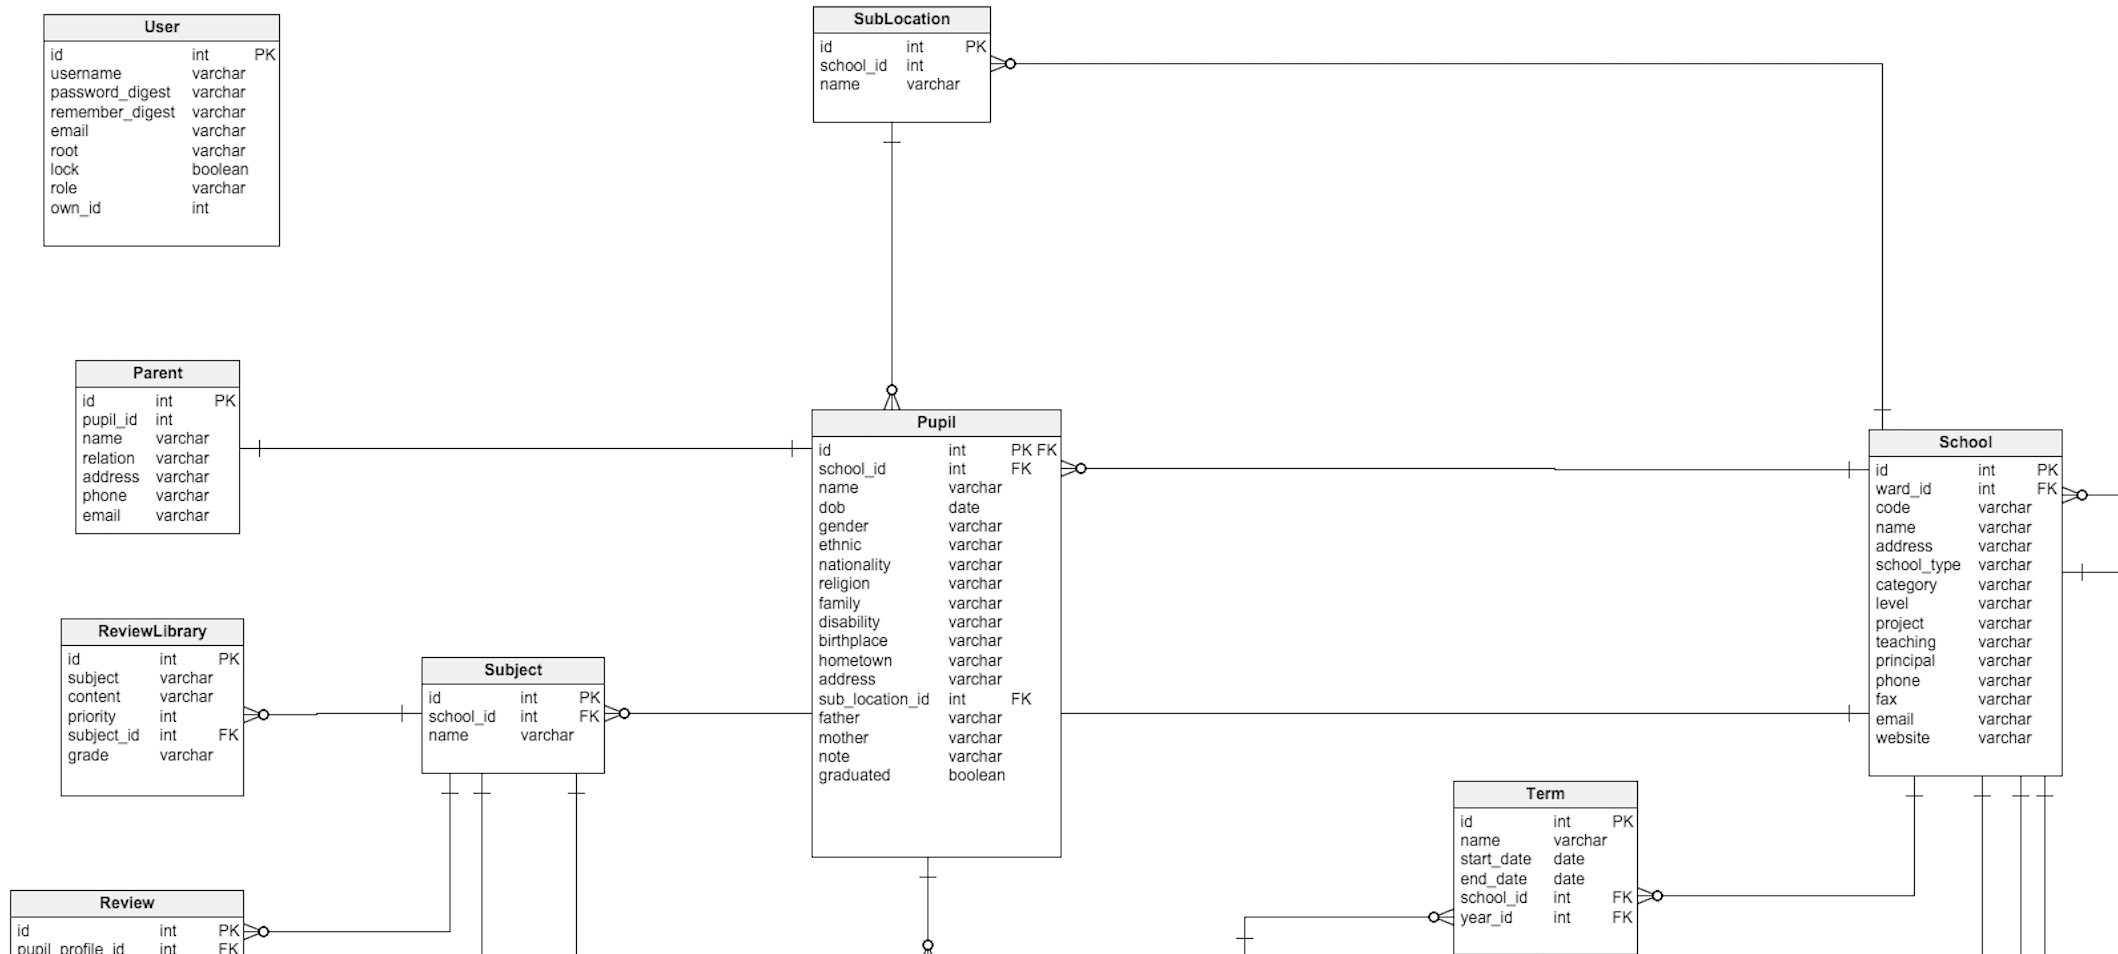 User
id int PK
username varchar
password_digest varchar
remember_digest varchar
email varchar
root varchar
lock boolean
role varchar
own_id int
SubLocation
id int PK
school_id int
name varchar
Parent
id int PK
pupil_id int
name varchar
relation varchar
address varchar
phone varchar
email varchar
Pupil
id int PK FK
school_id int FK
name varchar
dob date
gender varchar
ethnic varchar
nationality varchar
religion varchar
family varchar
disability varchar
birthplace varchar
hometown varchar
address varchar
sub_location_id int FK
father varchar
mother varchar
note varchar
graduated boolean
School
id int PK
ward_id int FK
code varchar
name varchar
address varchar
school_type varchar
category varchar
level varchar
project varchar
teaching varchar
principal varchar
phone varchar
fax varchar
email varchar
website varchar
ReviewLibrary
id int PK
subject varchar
content varchar
priority int
subject_id int FK
grade varchar
Subject
id int PK
school_id int FK
name varchar
Term
id int PK
name varchar
start_date date
end_date date
school_id int FK
year_id int FK
Review
id int PK
pupil_profile_id int FK